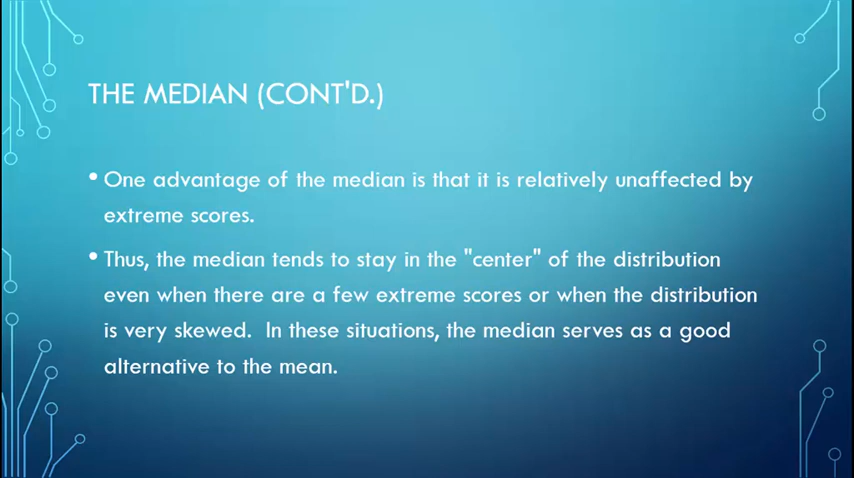 THE MEDIAN (CONT'D.)
• One advantage of the median is that it is relatively unaffected by
extreme scores.
• Thus, the median tends to stay in the "center" of the distribution
even when there are a few extreme scores or when the distribution
is very skewed.  In these situations, the median serves as a good
alternative to the mean.